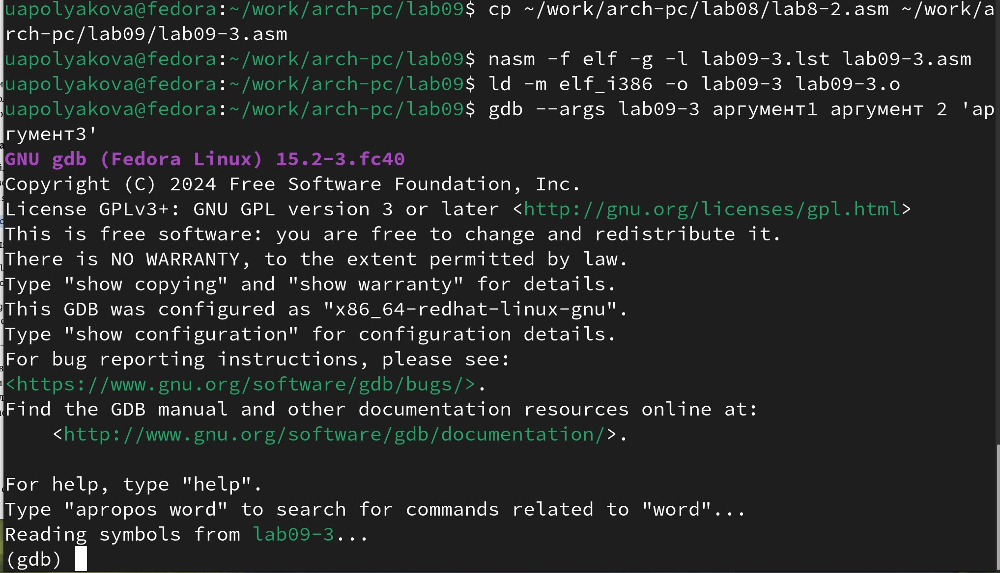 uapolyakova@fedora:~/work/arch-pc/lab09$ cp ~/work/arch-pc/lab08/lab8-2.asm ~/work/a
rch-pc/lab09/lab09-3.asm
uapolyakova@fedora:~/work/arch-pc/lab09$ nasm -f elf -g -l lab09-3.lst lab09-3.asm
uapolyakova@fedora:~/work/arch-pc/lab09$ ld -m elf_i386 -o lab09-3 lab09-3.o
uapolyakova@fedora:~/work/arch-pc/lab09$ gdb --args lab09-3 аргумент1 аргумент 2 'ар
гумент3'
GNU gdb (Fedora Linux) 15.2-3.fc40
Copyright (C) 2024 Free Software Foundation, Inc.
License GPLv3+: GNU GPL version 3 or later <http://gnu.org/licenses/gpl.html>
This is free software: you are free to change and redistribute it.
There is NO WARRANTY, to the extent permitted by law.
Type "show copying" and "show warranty" for details.
This GDB was configured as "x86_64-redhat-linux-gnu".
Type "show configuration" for configuration details.
For bug reporting instructions, please see:
<https://www.gnu.org/software/gdb/bugs/>.
Find the GDB manual and other documentation resources online at:
    <http://www.gnu.org/software/gdb/documentation/>.

For help, type "help".
Type "apropos word" to search for commands related to "word"...
Reading symbols from lab09-3...
(gdb)